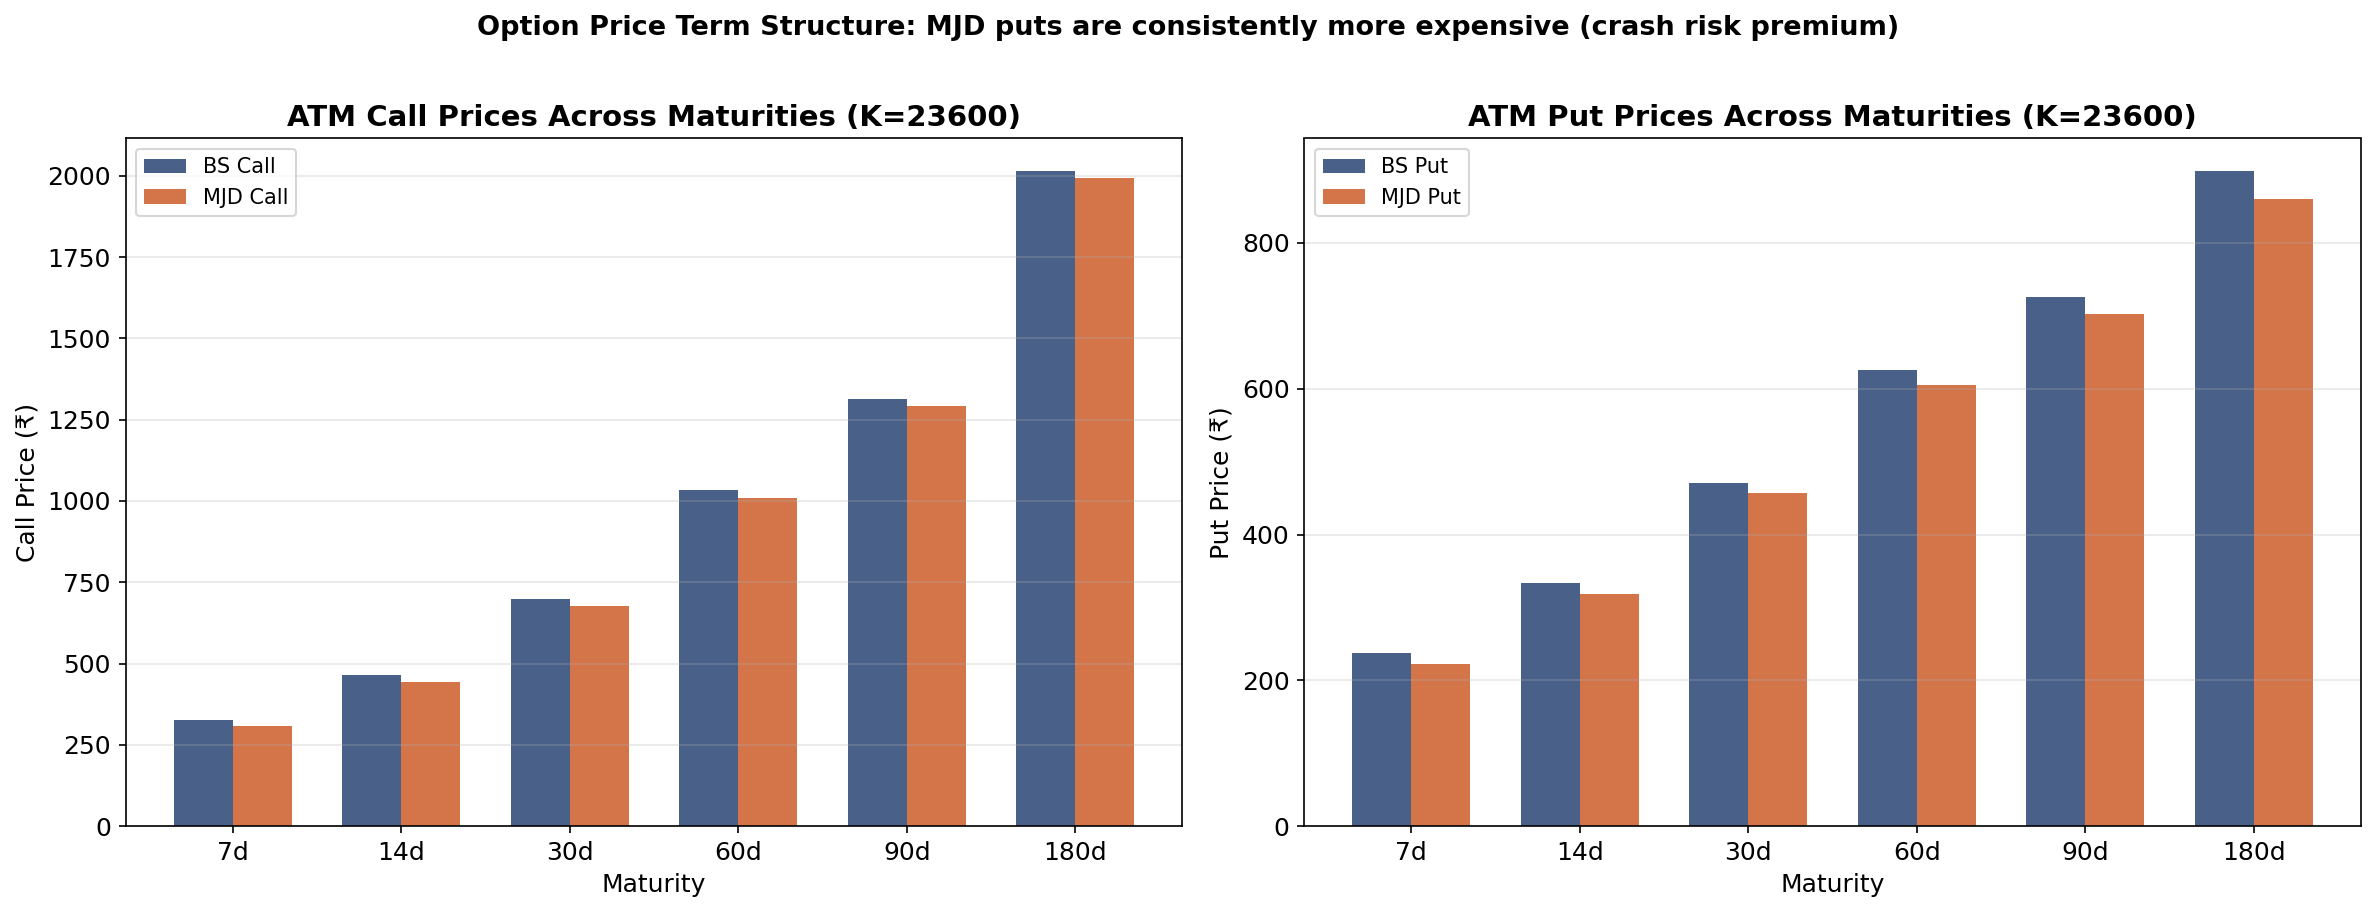 Option Price Term Structure: MJD puts are consistently more expensive (crash risk premium)
ATM Call Prices Across Maturities (K=23600)
BS Call
MJD Call
2000
1750
1500
1250
1000
750
500
250
0
Call Price (₹)
7d 14d 30d 60d 90d 180d
Maturity
ATM Put Prices Across Maturities (K=23600)
BS Put
MJD Put
800
600
400
200
0
Put Price (₹)
7d 14d 30d 60d 90d 180d
Maturity